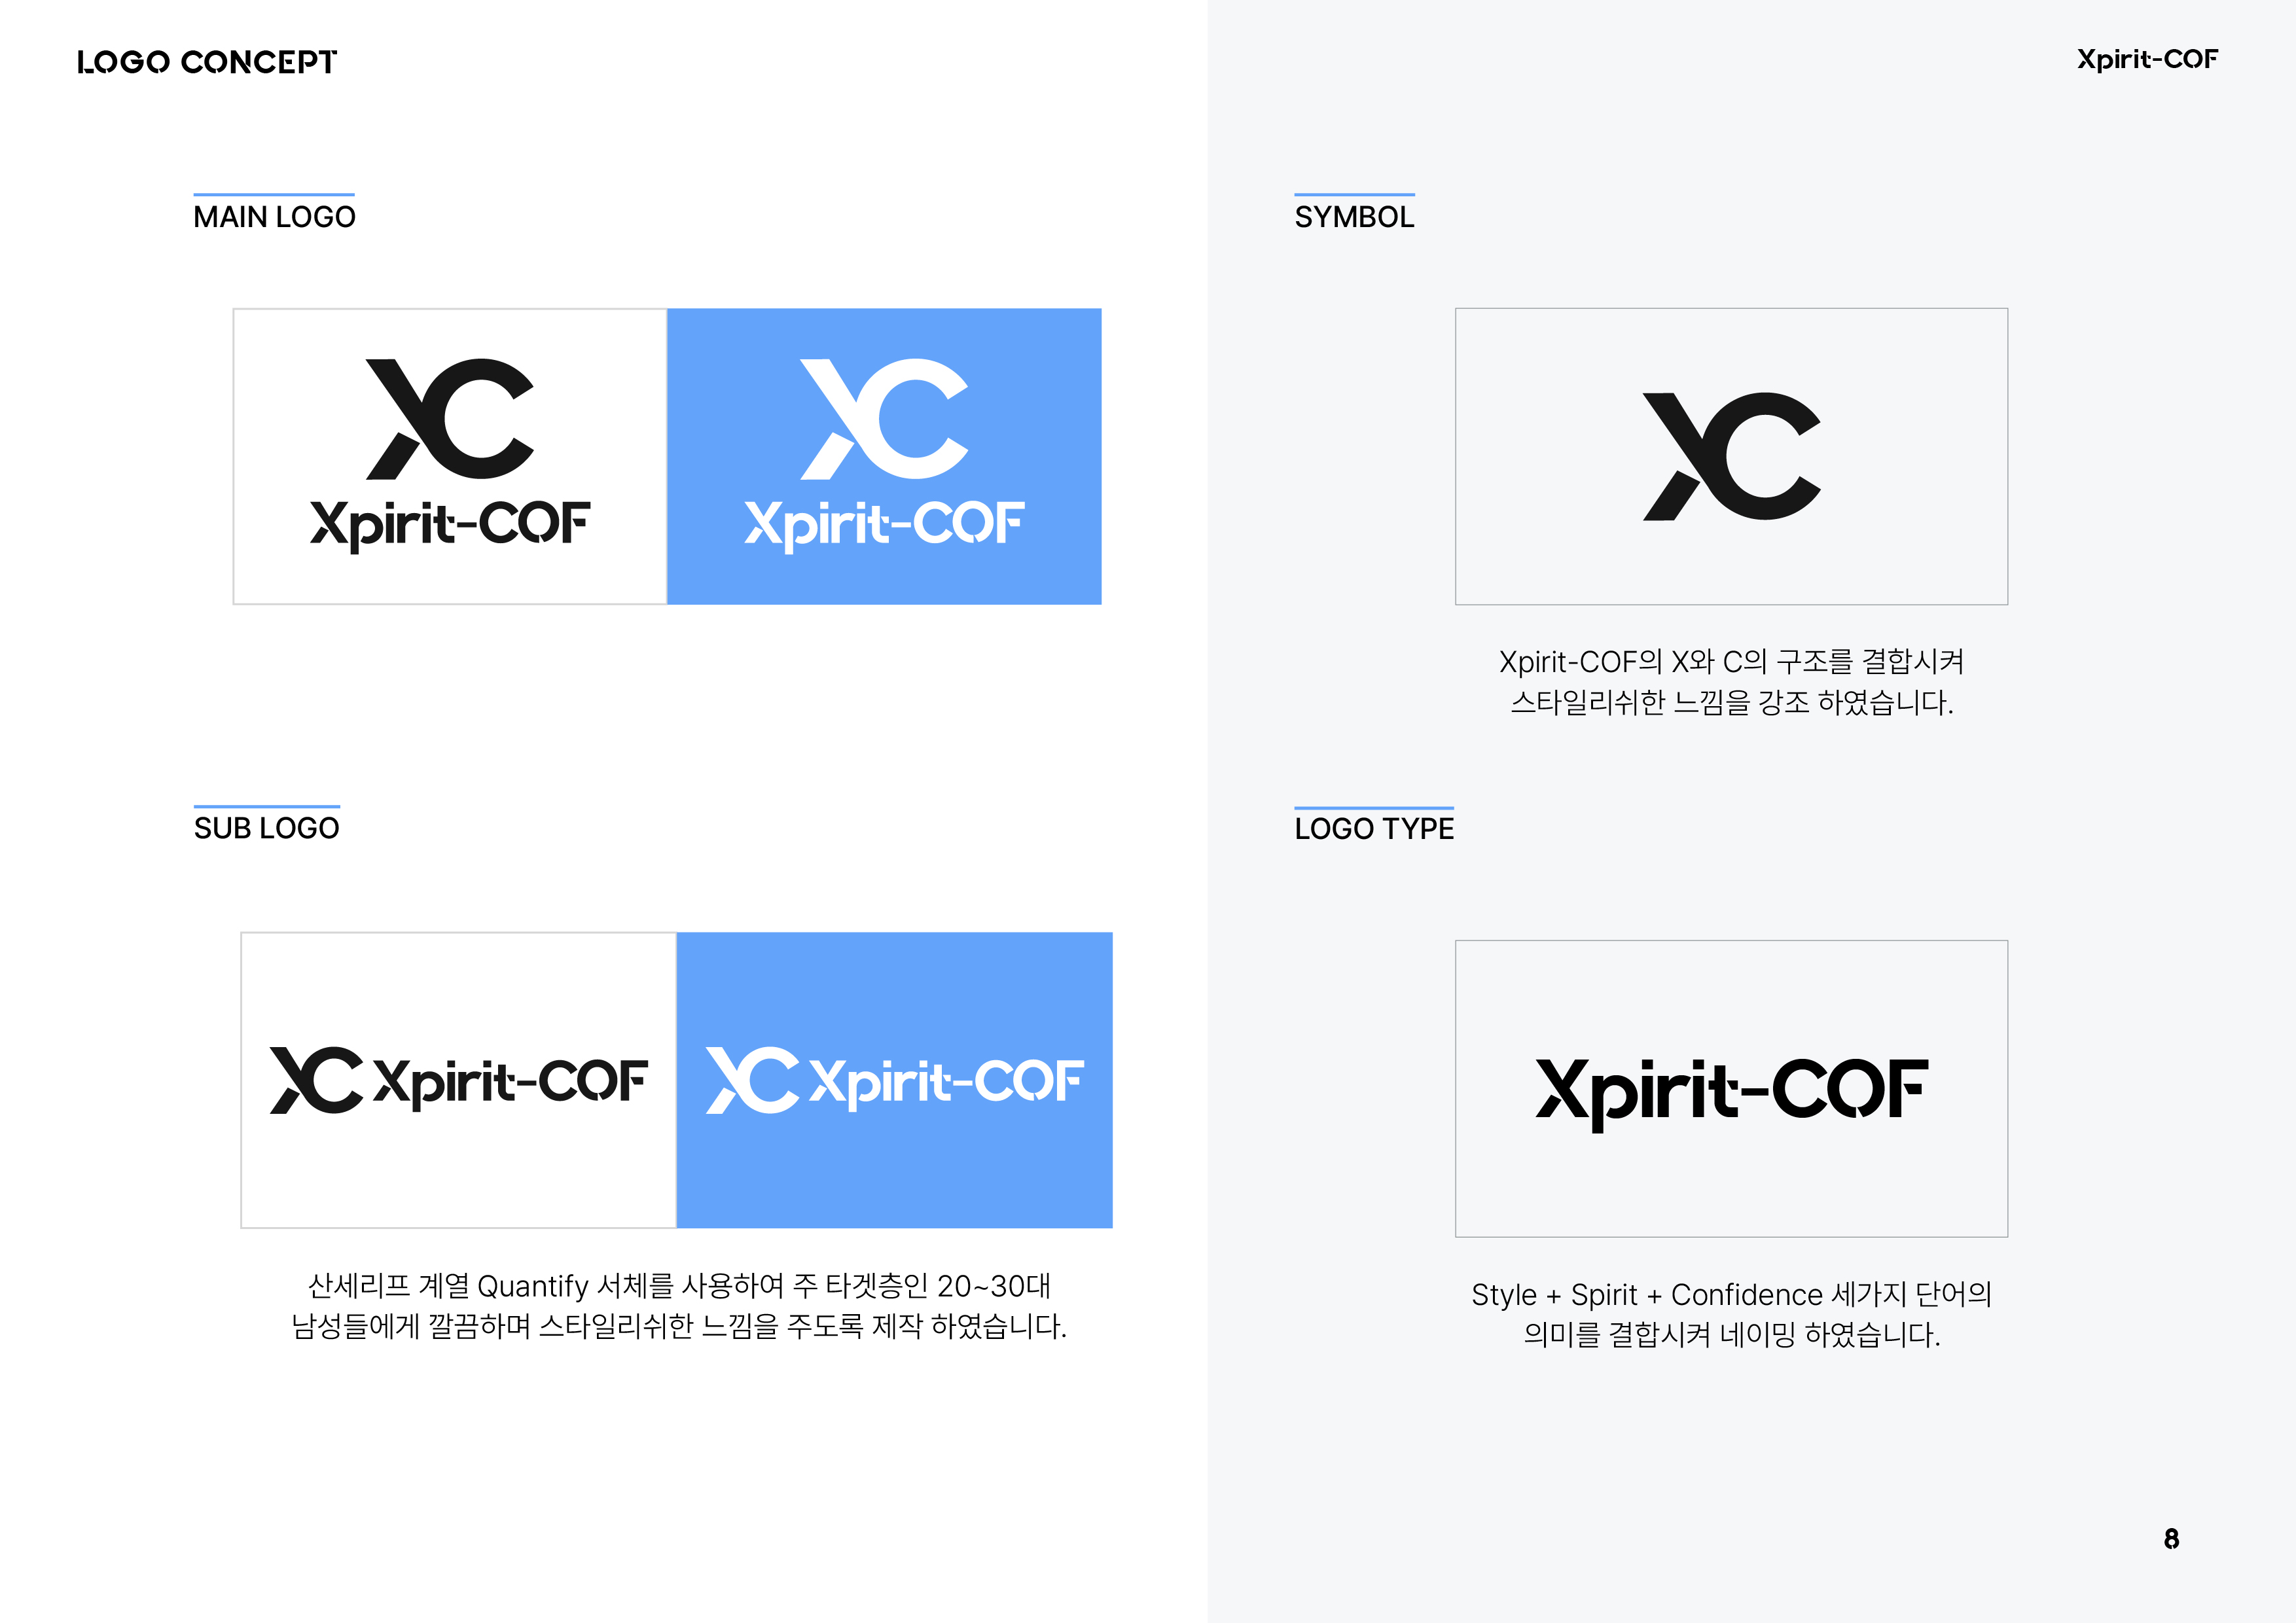 LOGO CONCEPT
Xpirit-COF
MAIN LOGO
XC
Xpirit-COF
XC
Xpirit-COF
SUB LOGO
XC Xpirit-COF
XC Xpirit-COF
산세리프 계열 Quantify 서체를 사용하여 주 타겟층인 20~30대
남성들에게 깔끔하며 스타일리쉬한 느낌을 주도록 제작 하였습니다.
SYMBOL
XC
Xpirit-COF의 X와 C의 구조를 결합시켜
스타일리쉬한 느낌을 강조 하였습니다.
LOGO TYPE
Xpirit-COF
Style + Spirit + Confidence 세가지 단어의
의미를 결합시켜 네이밍 하였습니다.
8